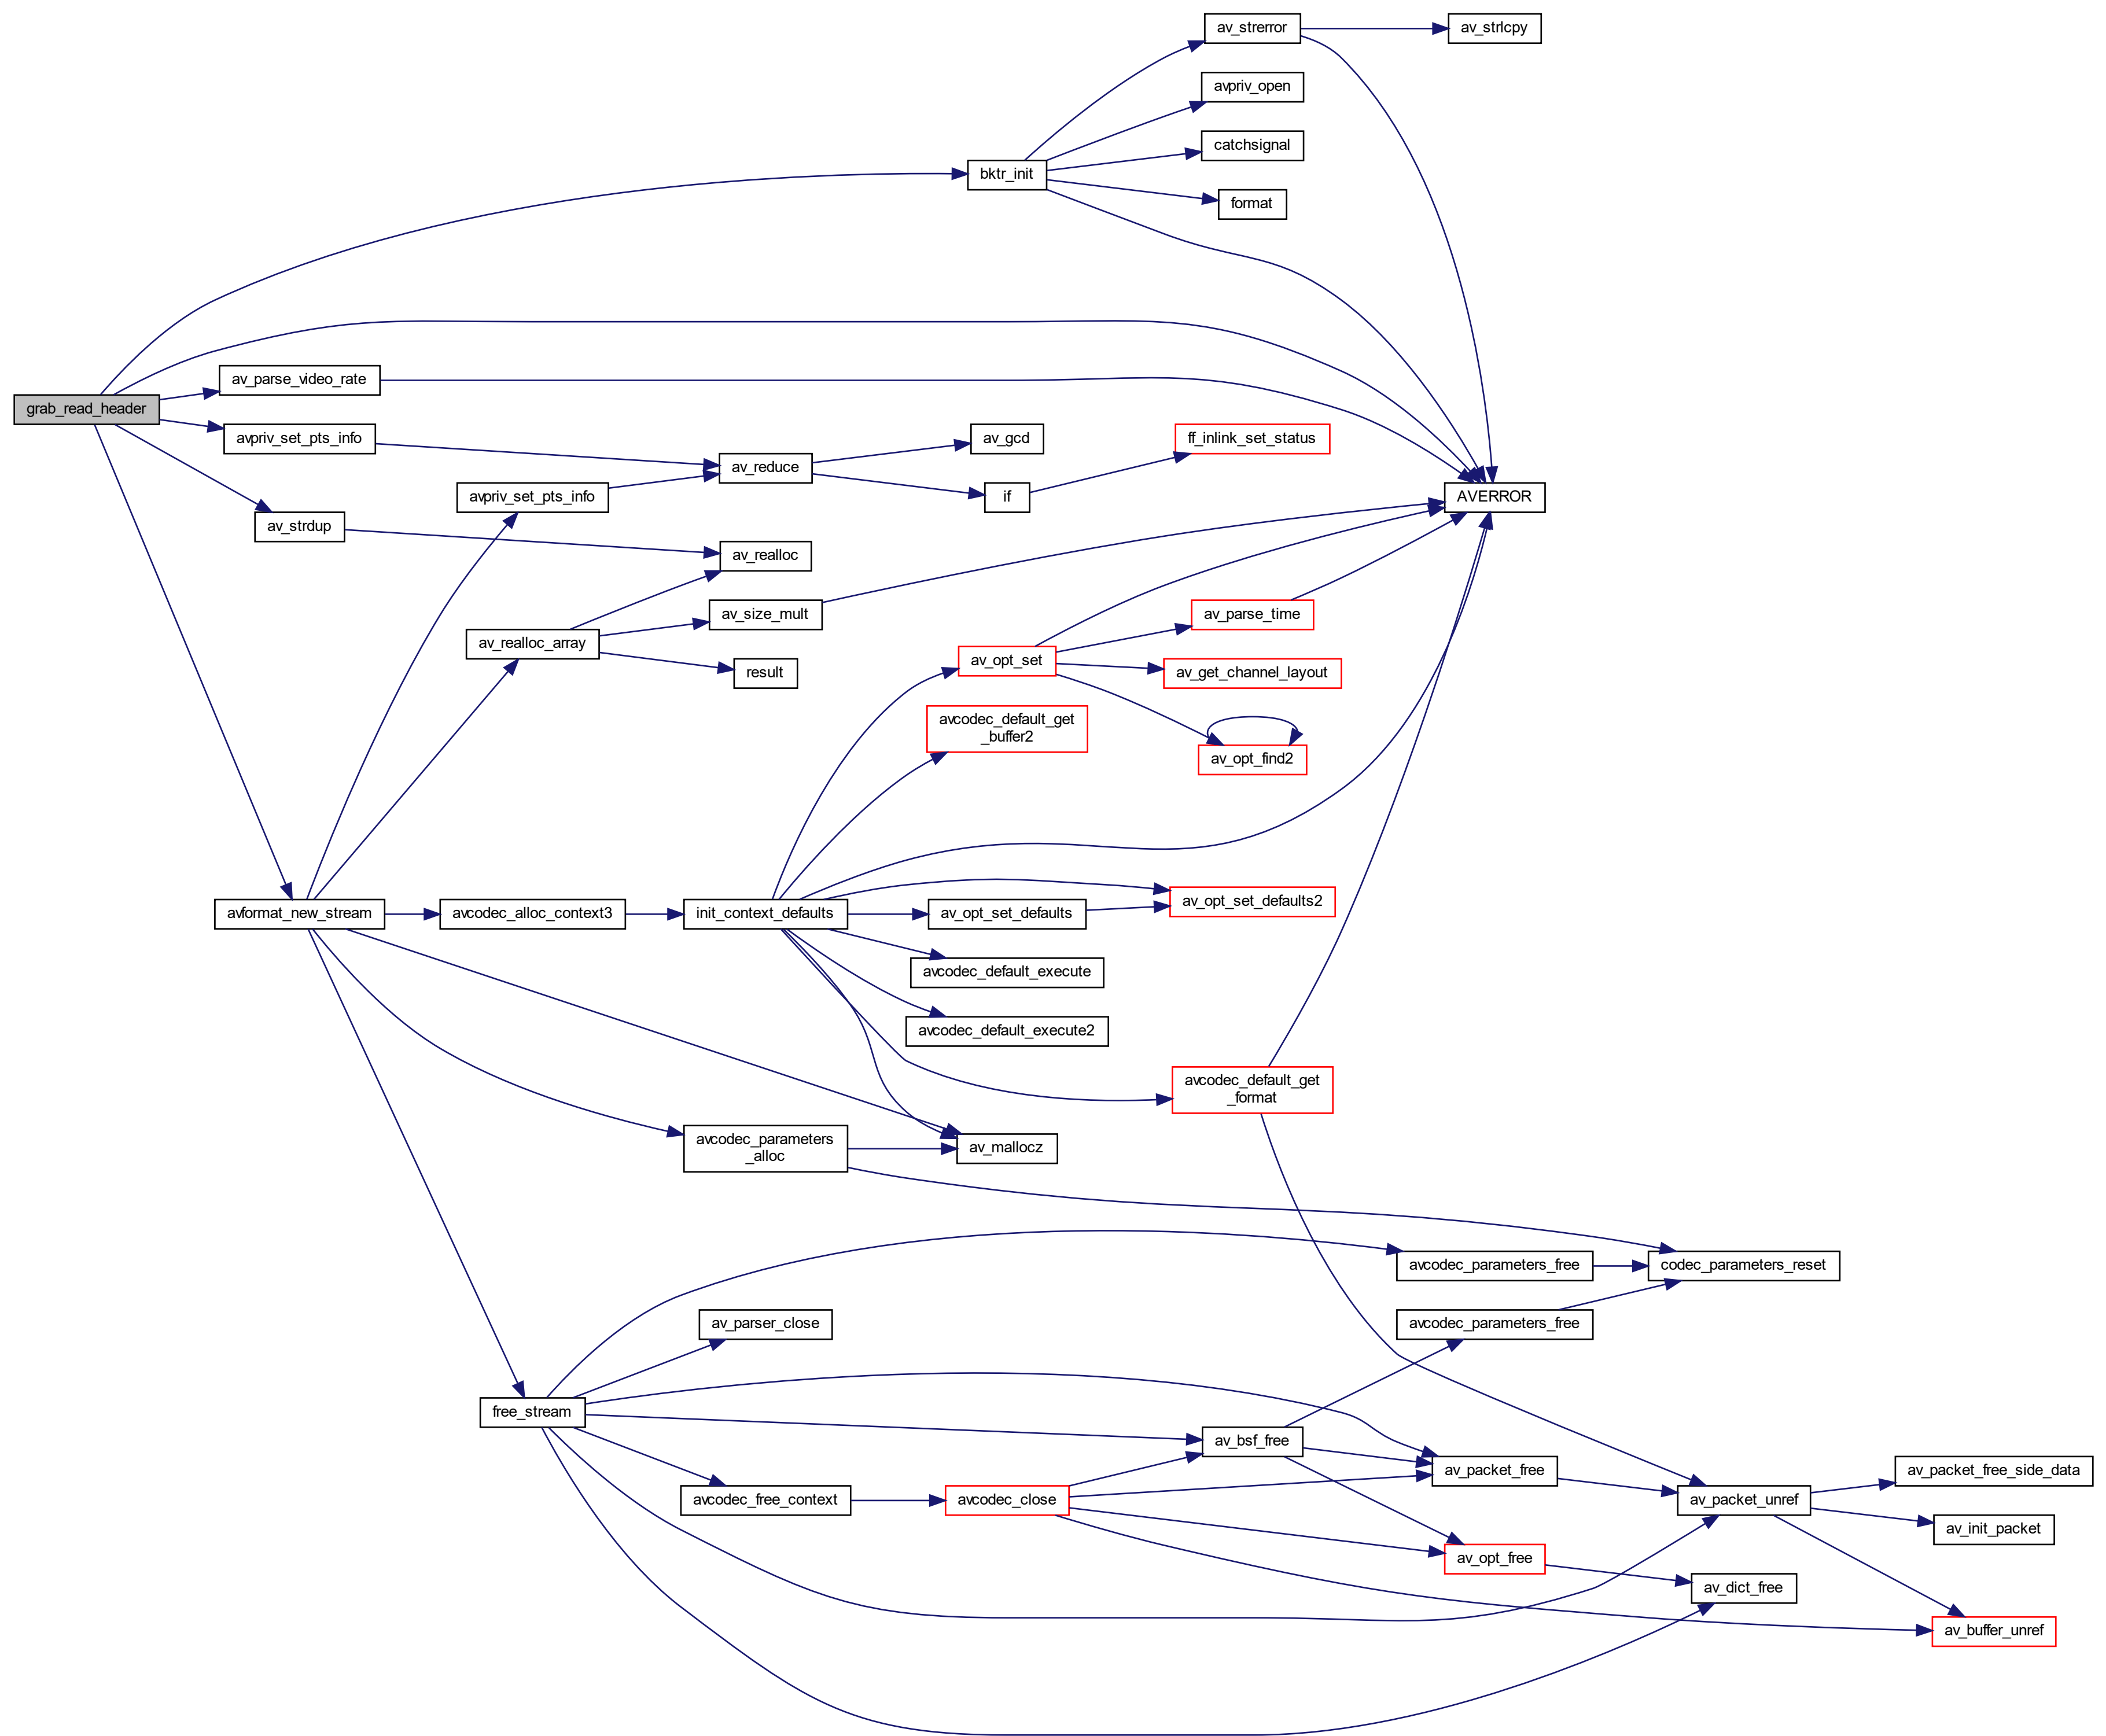 av_strerror
av_strlcpy
avpriv_open
catchsignal
bktr_init
format
av_parse_video_rate
grab_read_header
avpriv_set_pts_info
av_gcd
ff_inlink_set_status
av_reduce
avpriv_set_pts_info
if
AVERROR
av_strdup
av_realloc
av_size_mult
av_parse_time
av_realloc_array
av_opt_set
result
av_get_channel_layout
avcodec_default_get
_buffer2
av_opt_find2
av_opt_set_defaults2
avformat_new_stream
avcodec_alloc_context3
init_context_defaults
av_opt_set_defaults
avcodec_default_execute
avcodec_default_execute2
avcodec_default_get
_format
avcodec_parameters
_alloc
av_mallocz
avcodec_parameters_free
codec_parameters_reset
av_parser_close
avcodec_parameters_free
free_stream
av_bsf_free
av_packet_free
av_packet_free_side_data
avcodec_free_context
avcodec_close
av_packet_unref
av_init_packet
av_opt_free
av_dict_free
av_buffer_unref